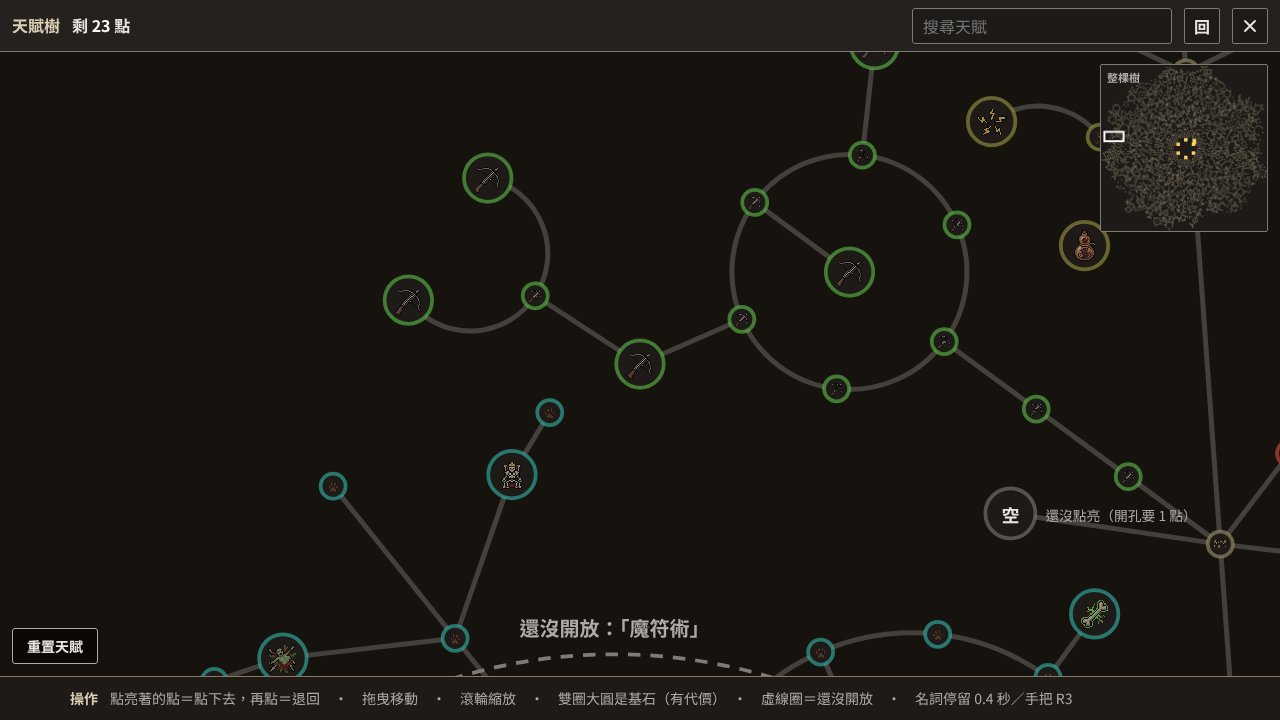 天賦樹 剩 23 點
搜尋天賦
回 ✕
整棵樹
空 還沒點亮（開孔要 1 點）
還沒開放：「魔符術」
重置天賦
操作 點亮著的點＝點下去，再點＝退回 · 拖曳移動 · 滾輪縮放 · 雙圈大圓是基石（有代價） · 虛線圈＝還沒開放 · 名詞停留 0.4 秒／手把 R3